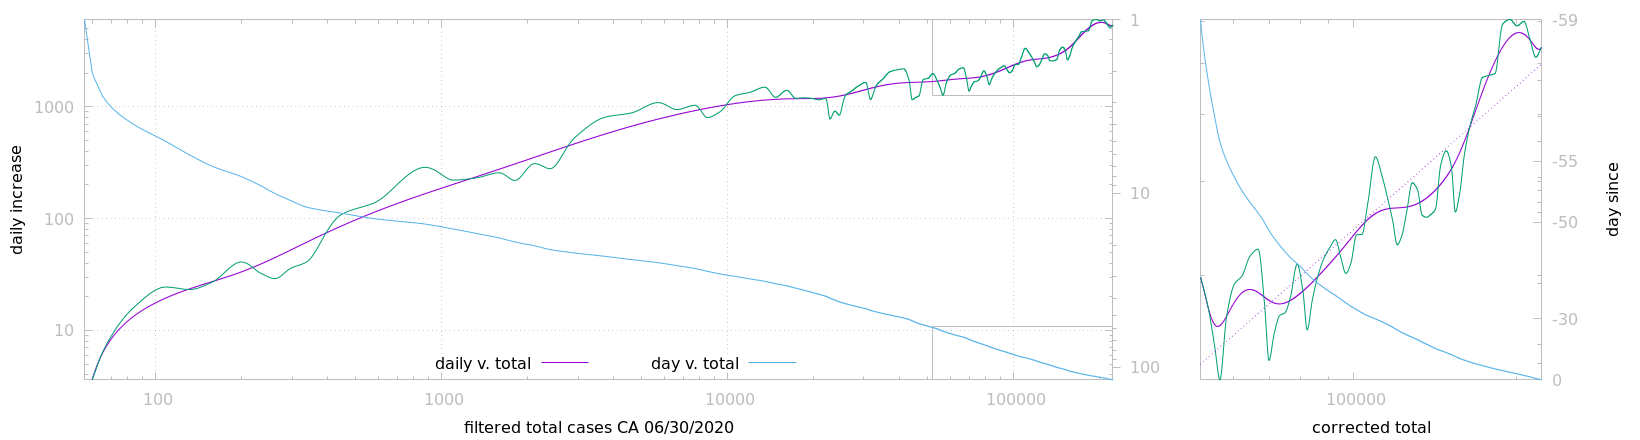 daily increase
1000
100
10
daily v. total
day v. total
100
1000
10000
100000
filtered total cases CA 06/30/2020
1
10
100
100000
corrected total
-59
-55
-50
-30
0
day since